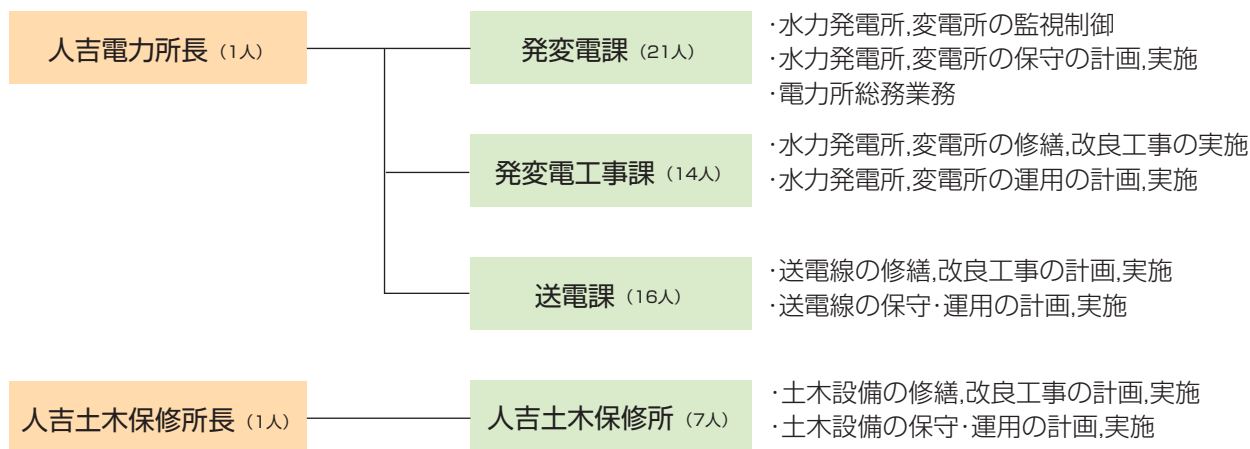 人吉電力所長（1人）
発変電課（21人）
･水力発電所,変電所の監視制御
･水力発電所,変電所の保守の計画,実施
･電力所総務業務
発変電工事課（14人）
･水力発電所,変電所の修繕,改良工事の実施
･水力発電所,変電所の運用の計画,実施
送電課（16人）
･送電線の修繕,改良工事の計画,実施
･送電線の保守･運用の計画,実施
人吉土木保修所長（1人）
人吉土木保修所（7人）
･土木設備の修繕,改良工事の計画,実施
･土木設備の保守･運用の計画,実施